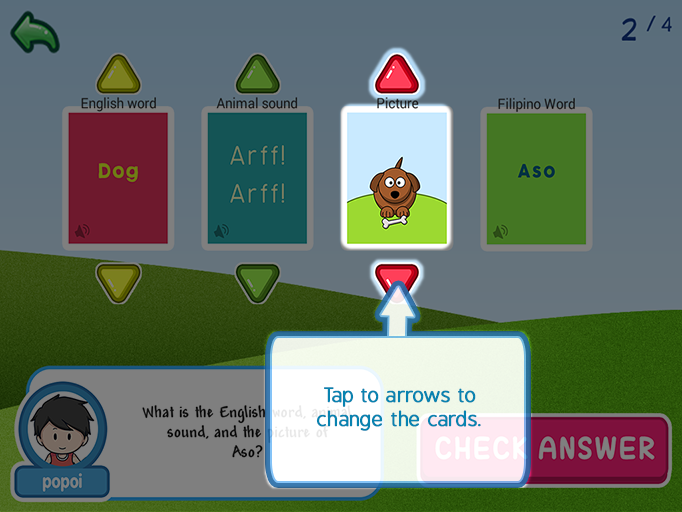 2 / 4
English word
Animal sound
Picture
Filipino Word
Dog
Arff!
Arff!
Aso
What is the English word, animal
sound, and the picture of
Aso?
popoi
Tap to arrows to
change the cards.
CHECK ANSWER